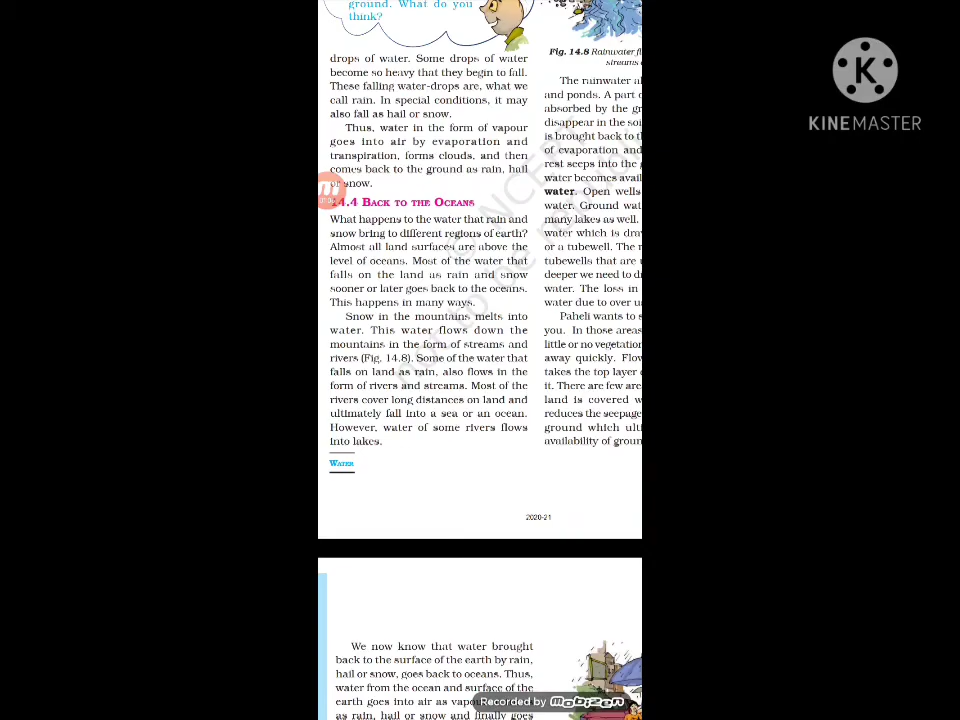 ground. What do you
think?
drops of water. Some drops of water
become so heavy that they begin to fall.
These falling water-drops are, what we
call rain. In special conditions, it may
also fall as hail or snow.
Thus, water in the form of vapour
goes into air by evaporation and
transpiration, forms clouds, and then
comes back to the ground as rain, hail
or snow.
4.4 BACK TO THE OCEANS
What happens to the water that rain and
snow bring to different regions of earth?
Almost all land surfaces are above the
level of oceans. Most of the water that
falls on the land as rain and snow
sooner or later goes back to the oceans.
This happens in many ways.
Snow in the mountains melts into
water. This water flows down the
mountains in the form of streams and
rivers (Fig. 14.8). Some of the water that
falls on land as rain, also flows in the
form of rivers and streams. Most of the
rivers cover long distances on land and
ultimately fall into a sea or an ocean.
However, water of some rivers flows
into lakes.
WATER
Fig. 14.8 Rainwater
streams
The rainwater
and ponds. A part
absorbed by the
disappear in the
is brought back to
of evaporation and
rest seeps into the
water becomes
water. Open wells
water. Ground
many lakes as well.
water which is
or a tubewell. The
tubewells that are
deeper we need to
water. The loss in
water due to over
Paheli wants to
you. In those areas
little or no vegetation
away quickly.
takes the top layer
it. There are few
land is covered
reduces the seepage
ground which
availability of
2020-21
We now know that water brought
back to the surface of the earth by rain,
hail or snow, goes back to oceans. Thus,
water from the ocean and surface of the
earth goes into air as
as rain, hail or snow and finally goes
Recorded by MOBIZEN
K
KINEMASTER
© NCERT
not to be